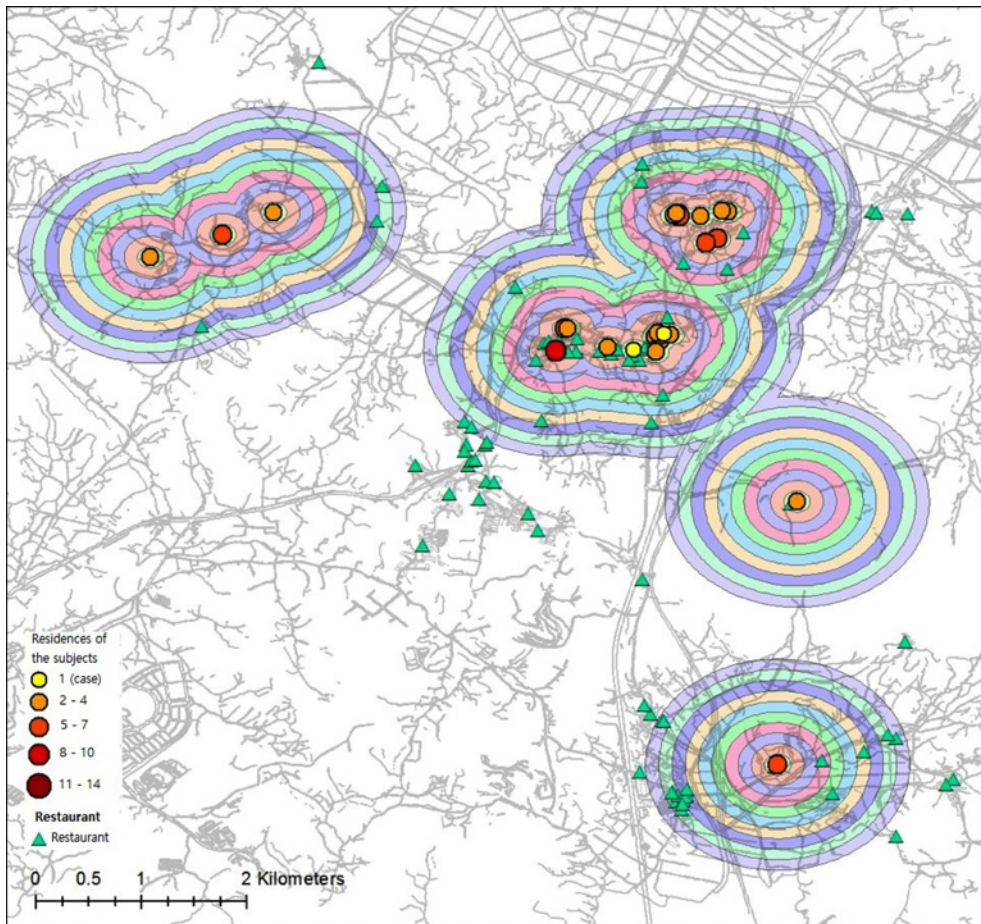 Residences of
the subjects
1 (case)
2 - 4
5 - 7
8 - 10
11 - 14
Restaurant
Restaurant
0 0.5 1 2 Kilometers